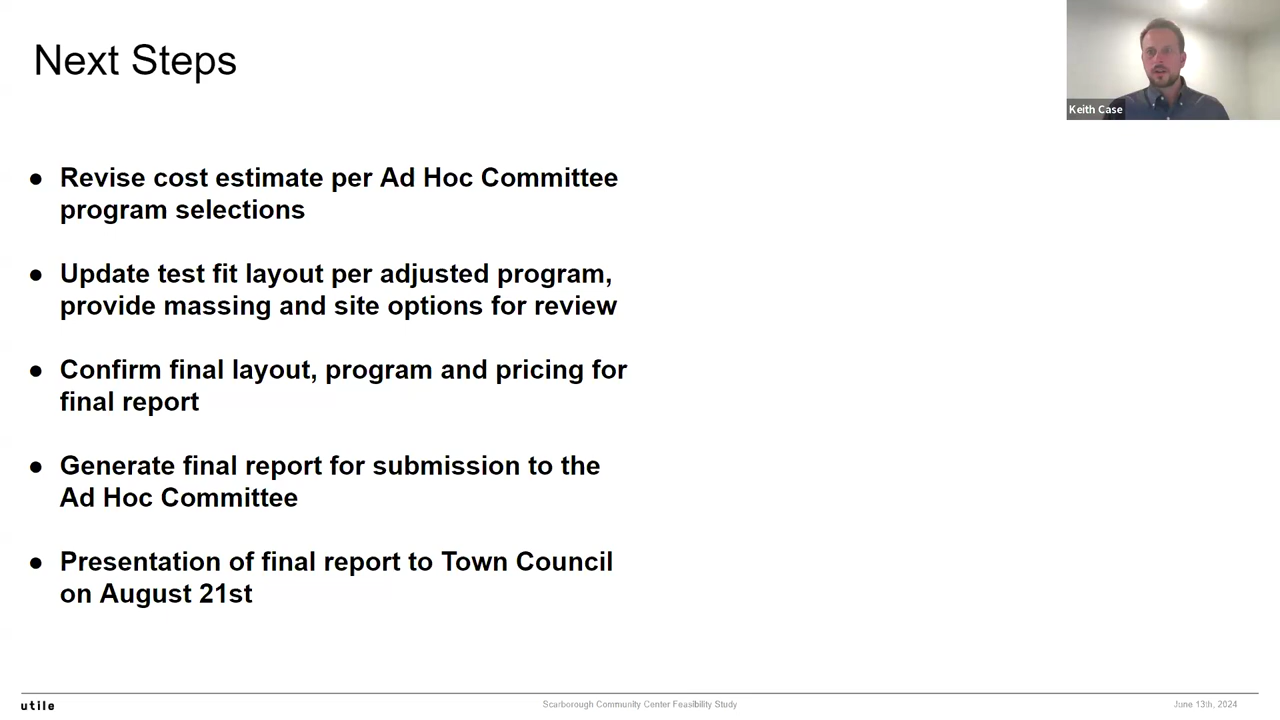 Next Steps
Keith Case
● Revise cost estimate per Ad Hoc Committee
program selections
● Update test fit layout per adjusted program,
provide massing and site options for review
● Confirm final layout, program and pricing for
final report
● Generate final report for submission to the
Ad Hoc Committee
● Presentation of final report to Town Council
on August 21st
utile
Scarborough Community Center Feasibility Study
June 13th, 2024